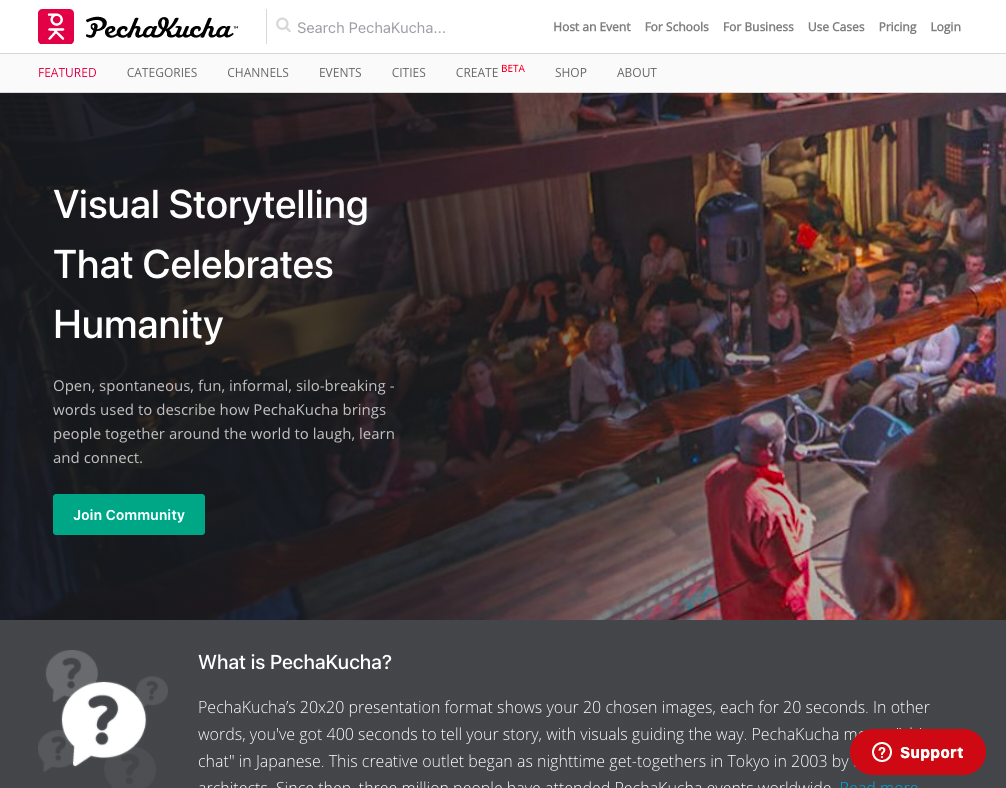 PK PechaKucha™ Search PechaKucha... Host an Event For Schools For Business Use Cases Pricing Login
FEATURED CATEGORIES CHANNELS EVENTS CITIES CREATE BETA SHOP ABOUT
Visual Storytelling
That Celebrates
Humanity
Open, spontaneous, fun, informal, silo-breaking -
words used to describe how PechaKucha brings
people together around the world to laugh, learn
and connect.
Join Community
What is PechaKucha?
PechaKucha’s 20x20 presentation format shows your 20 chosen images, each for 20 seconds. In other
words, you've got 400 seconds to tell your story, with visuals guiding the way. PechaKucha
chat" in Japanese. This creative outlet began as nighttime get-togethers in Tokyo in 2003 by
architects. Since then, three million people have attended PechaKucha events worldwide. Read more
Support